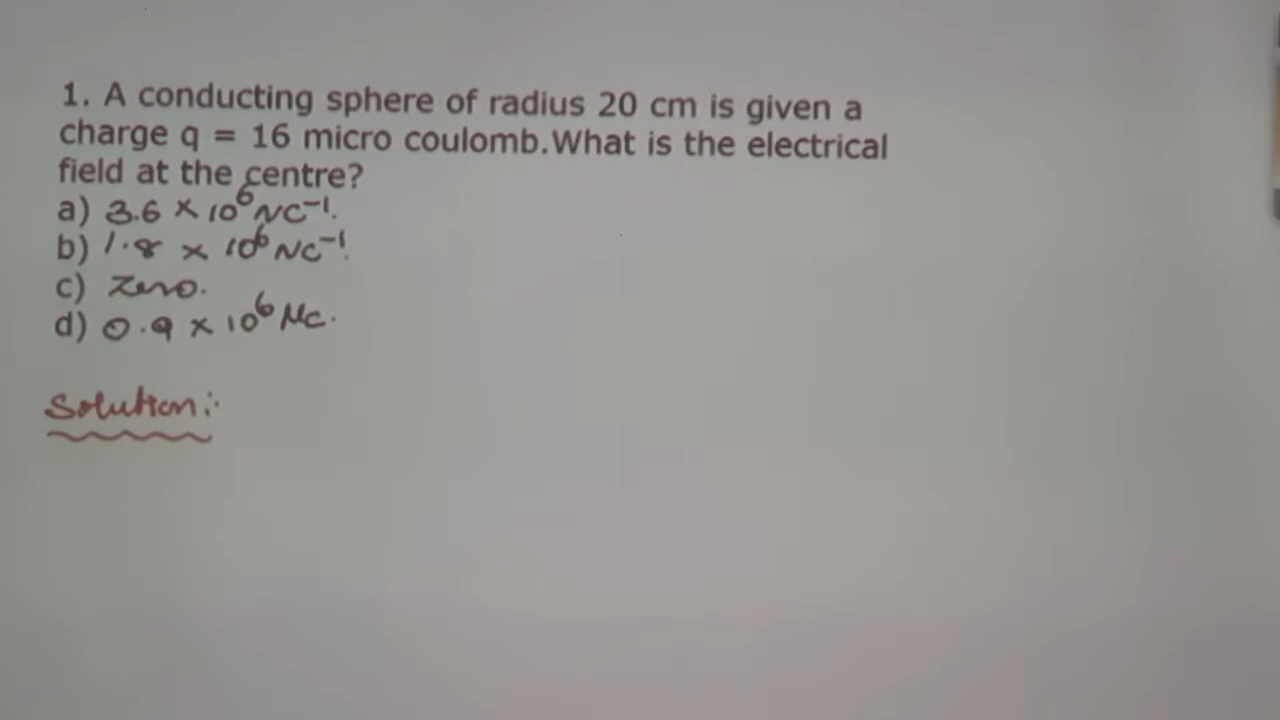 1. A conducting sphere of radius 20 cm is given a
charge q = 16 micro coulomb.What is the electrical
field at the centre?
a) 3.6 × 10⁶ NC⁻¹.
b) 1.8 × 10⁶ NC⁻¹.
c) Zero.
d) 0.9 × 10⁶ Mc.
Solution:-